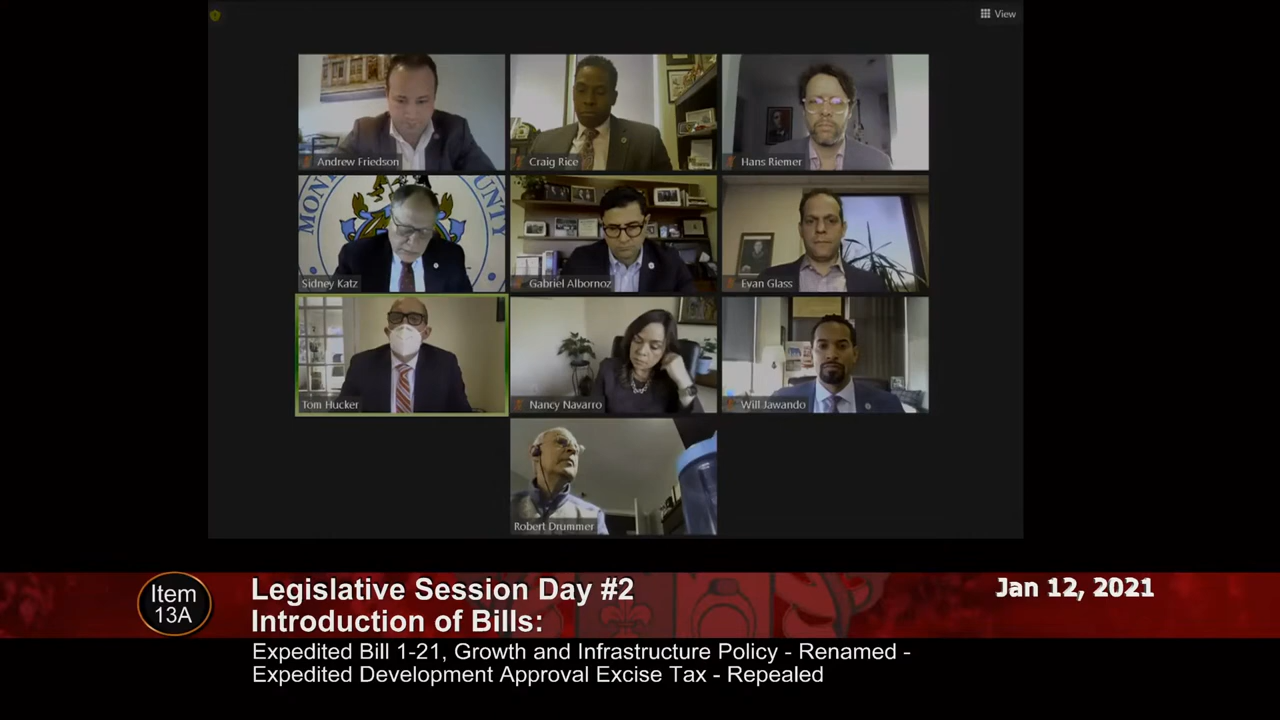 View
Andrew Friedson
Craig Rice
Hans Riemer
MON
UNTY
Sidney Katz
Gabriel Albornoz
Evan Glass
Tom Hucker
Nancy Navarro
Will Jawando
Robert Drummer
Item
13A
Legislative Session Day #2
Introduction of Bills:
Jan 12, 2021
Expedited Bill 1-21, Growth and Infrastructure Policy - Renamed -
Expedited Development Approval Excise Tax - Repealed